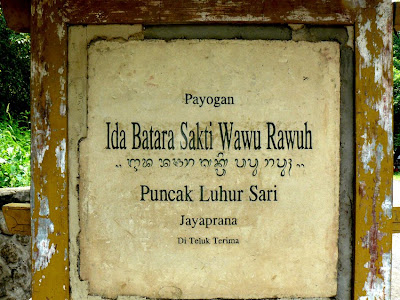 Payogan
Ida Batara Sakti Wawu Rawuh
Puncak Luhur Sari
Jayaprana
Di Teluk Terima